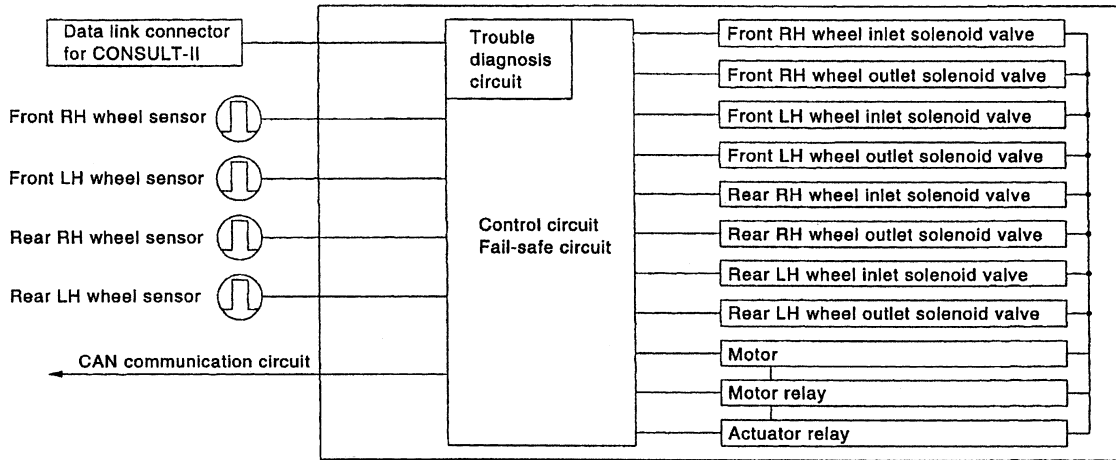 Data link connector
for CONSULT-II
Front RH wheel sensor
Front LH wheel sensor
Rear RH wheel sensor
Rear LH wheel sensor
CAN communication circuit
Trouble
diagnosis
circuit
Control circuit
Fail-safe circuit
Front RH wheel inlet solenoid valve
Front RH wheel outlet solenoid valve
Front LH wheel inlet solenoid valve
Front LH wheel outlet solenoid valve
Rear RH wheel inlet solenoid valve
Rear RH wheel outlet solenoid valve
Rear LH wheel inlet solenoid valve
Rear LH wheel outlet solenoid valve
Motor
Motor relay
Actuator relay